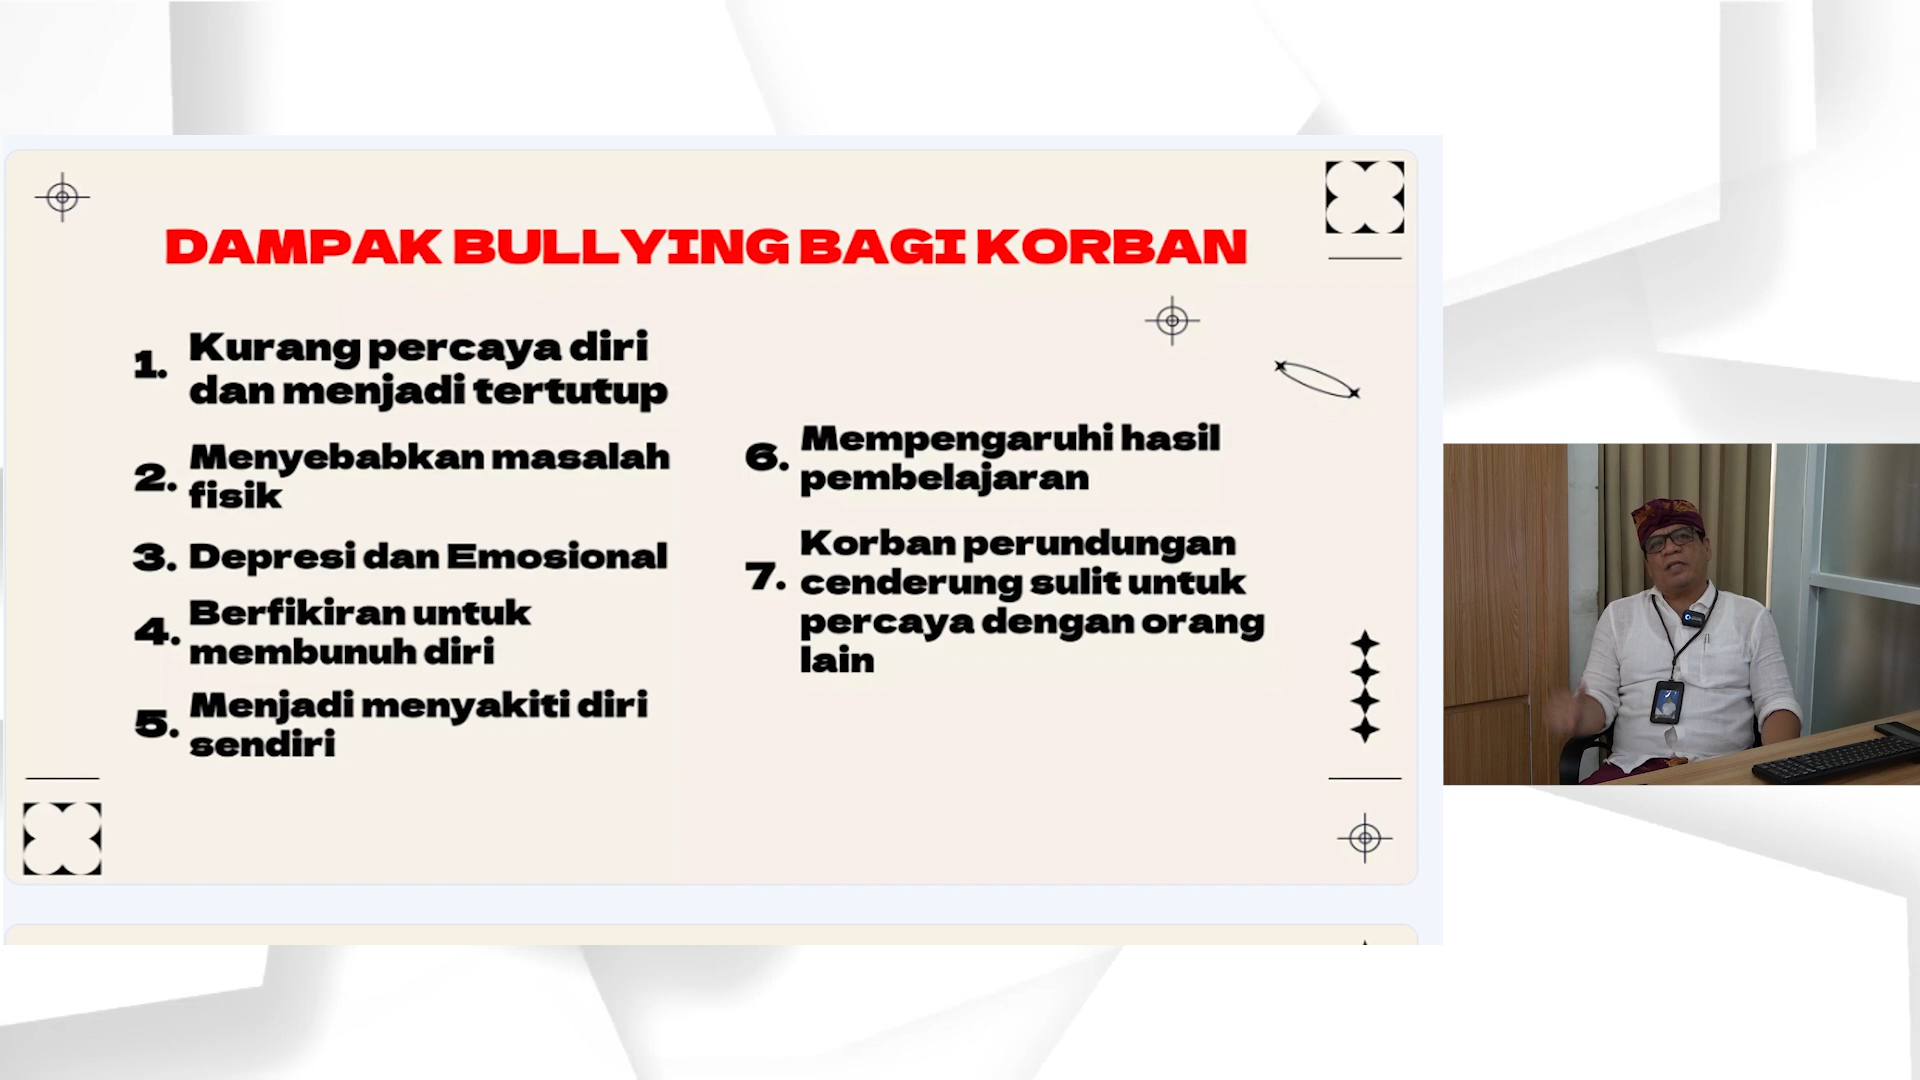 DAMPAK BULLYING BAGI KORBAN
1. Kurang percaya diri
dan menjadi tertutup
2. Menyebabkan masalah
fisik
3. Depresi dan Emosional
4. Berfikiran untuk
membunuh diri
5. Menjadi menyakiti diri
sendiri
6. Mempengaruhi hasil
pembelajaran
7. Korban perundungan
cenderung sulit untuk
percaya dengan orang
lain